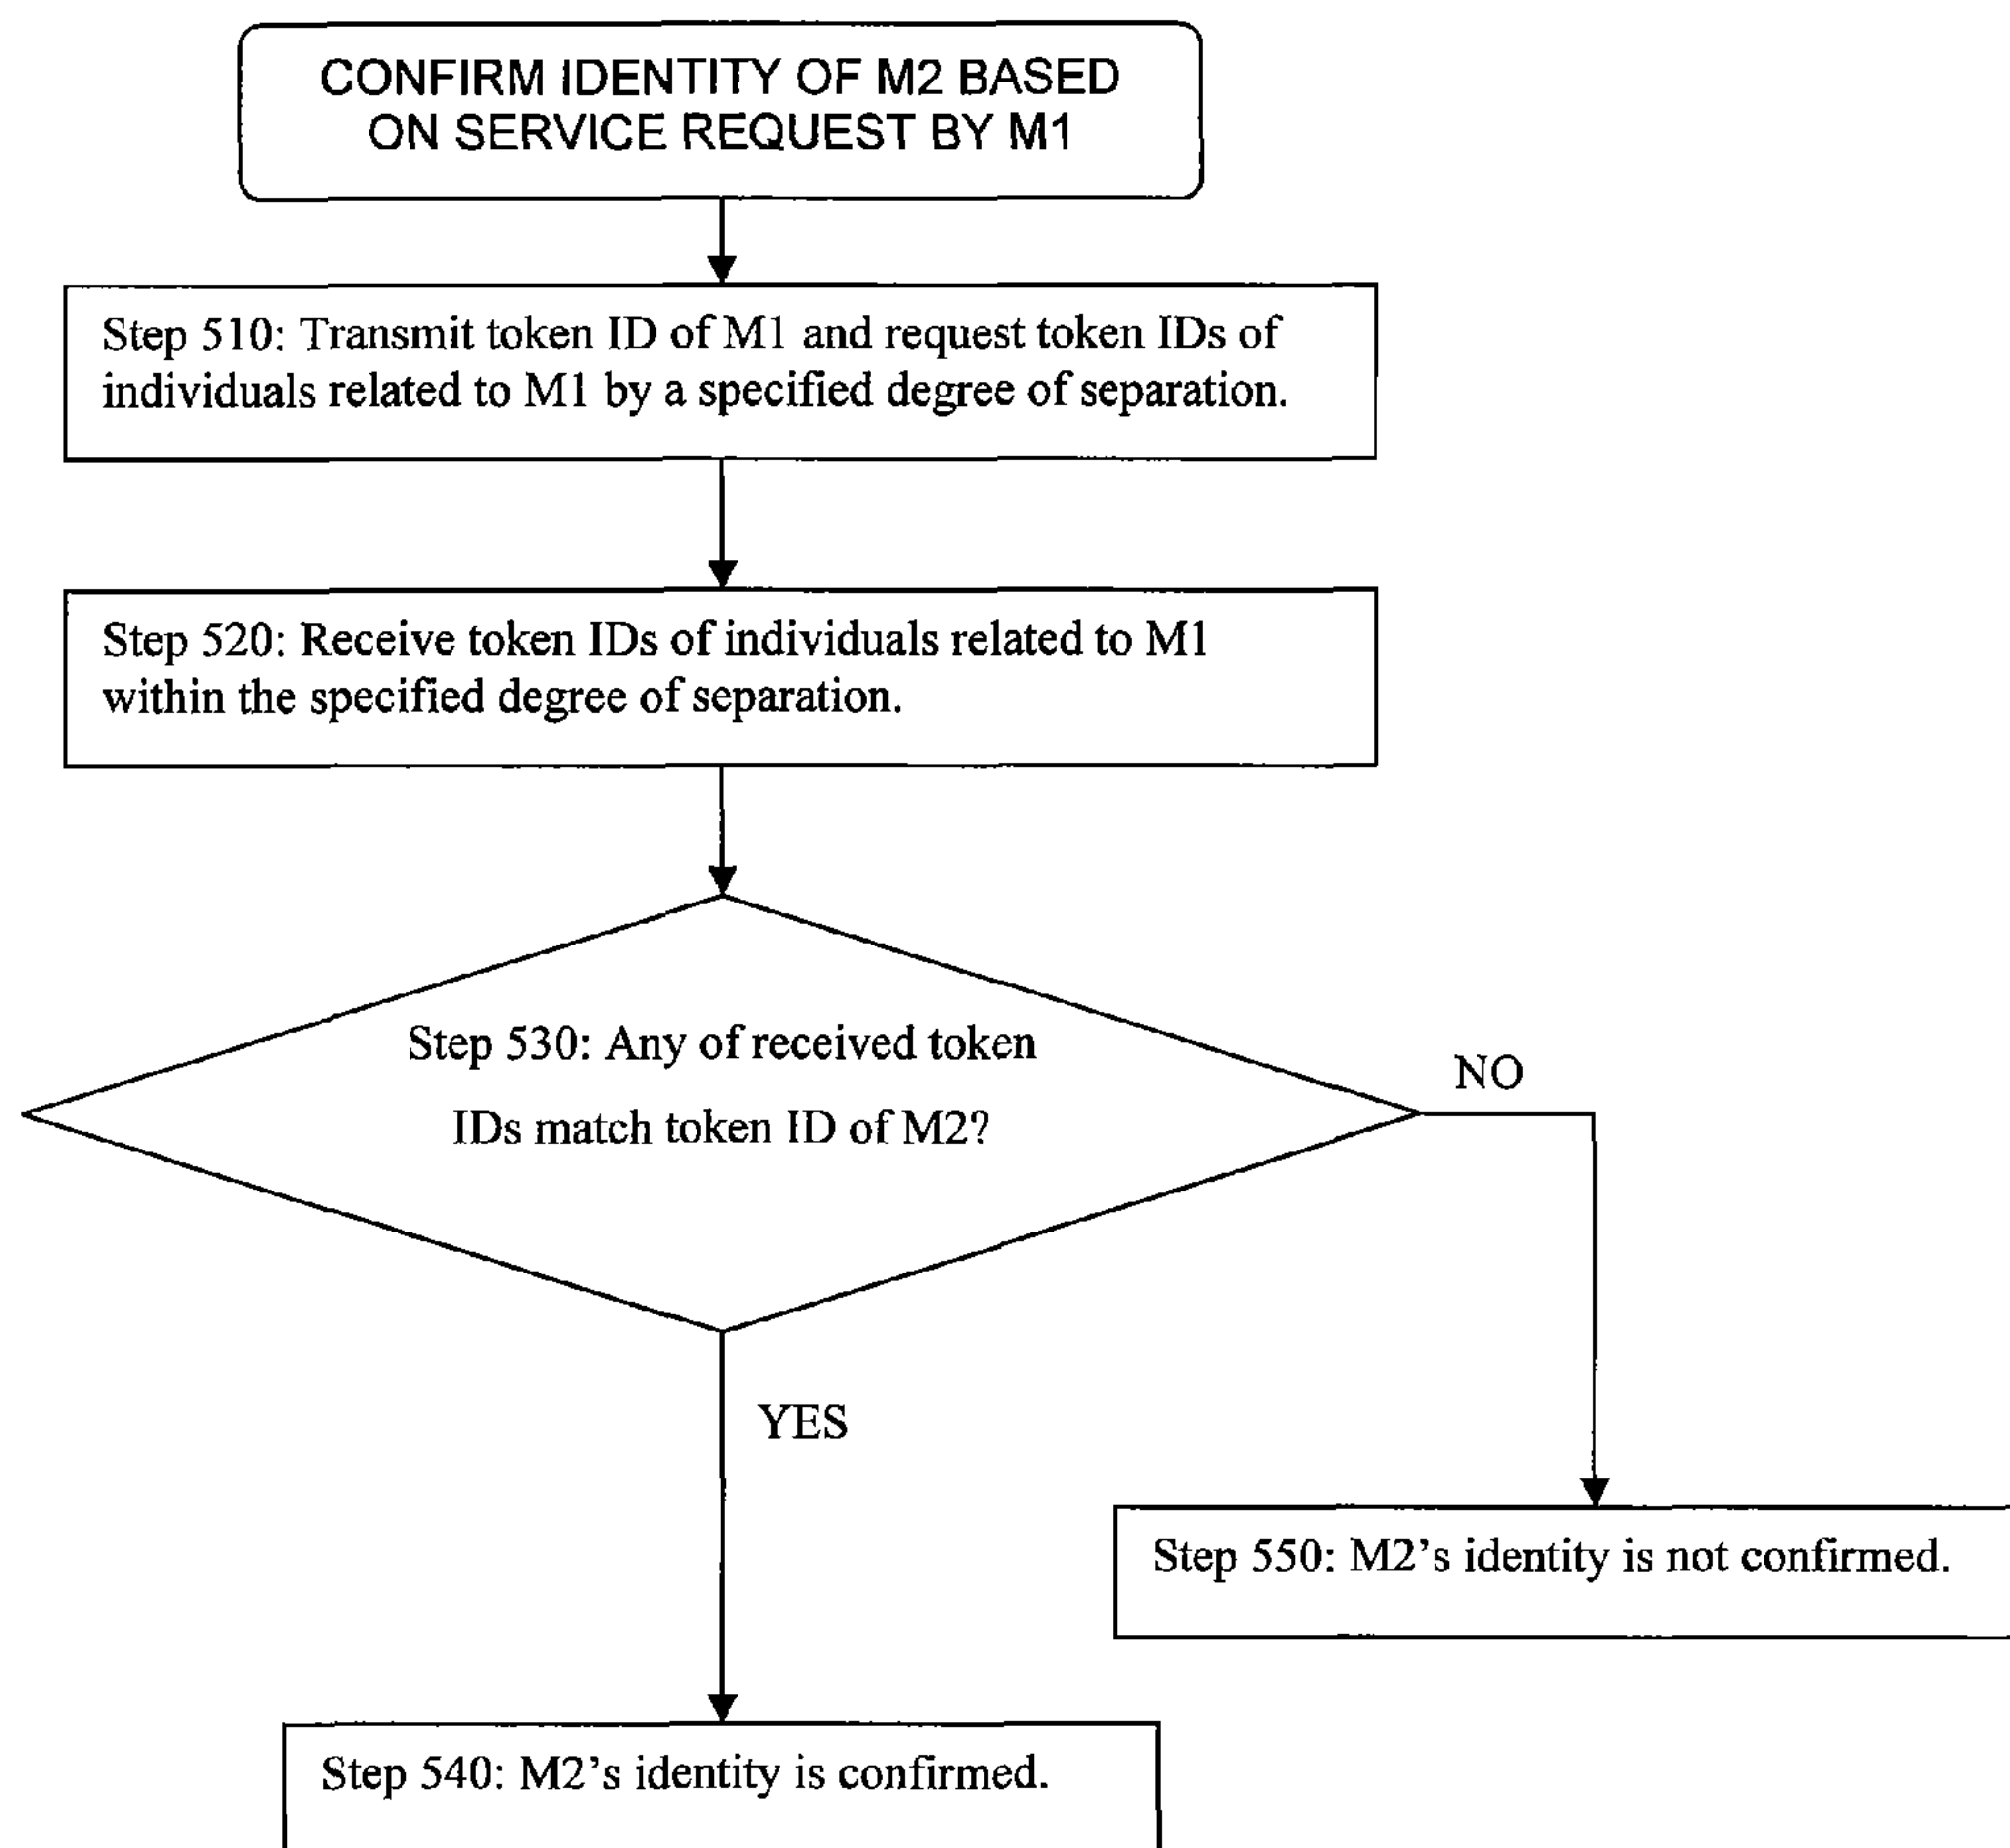 CONFIRM IDENTITY OF M2 BASED
ON SERVICE REQUEST BY M1
Step 510: Transmit token ID of M1 and request token IDs of
individuals related to M1 by a specified degree of separation.
Step 520: Receive token IDs of individuals related to M1
within the specified degree of separation.
Step 530: Any of received token
IDs match token ID of M2?
NO
YES
Step 550: M2’s identity is not confirmed.
Step 540: M2’s identity is confirmed.